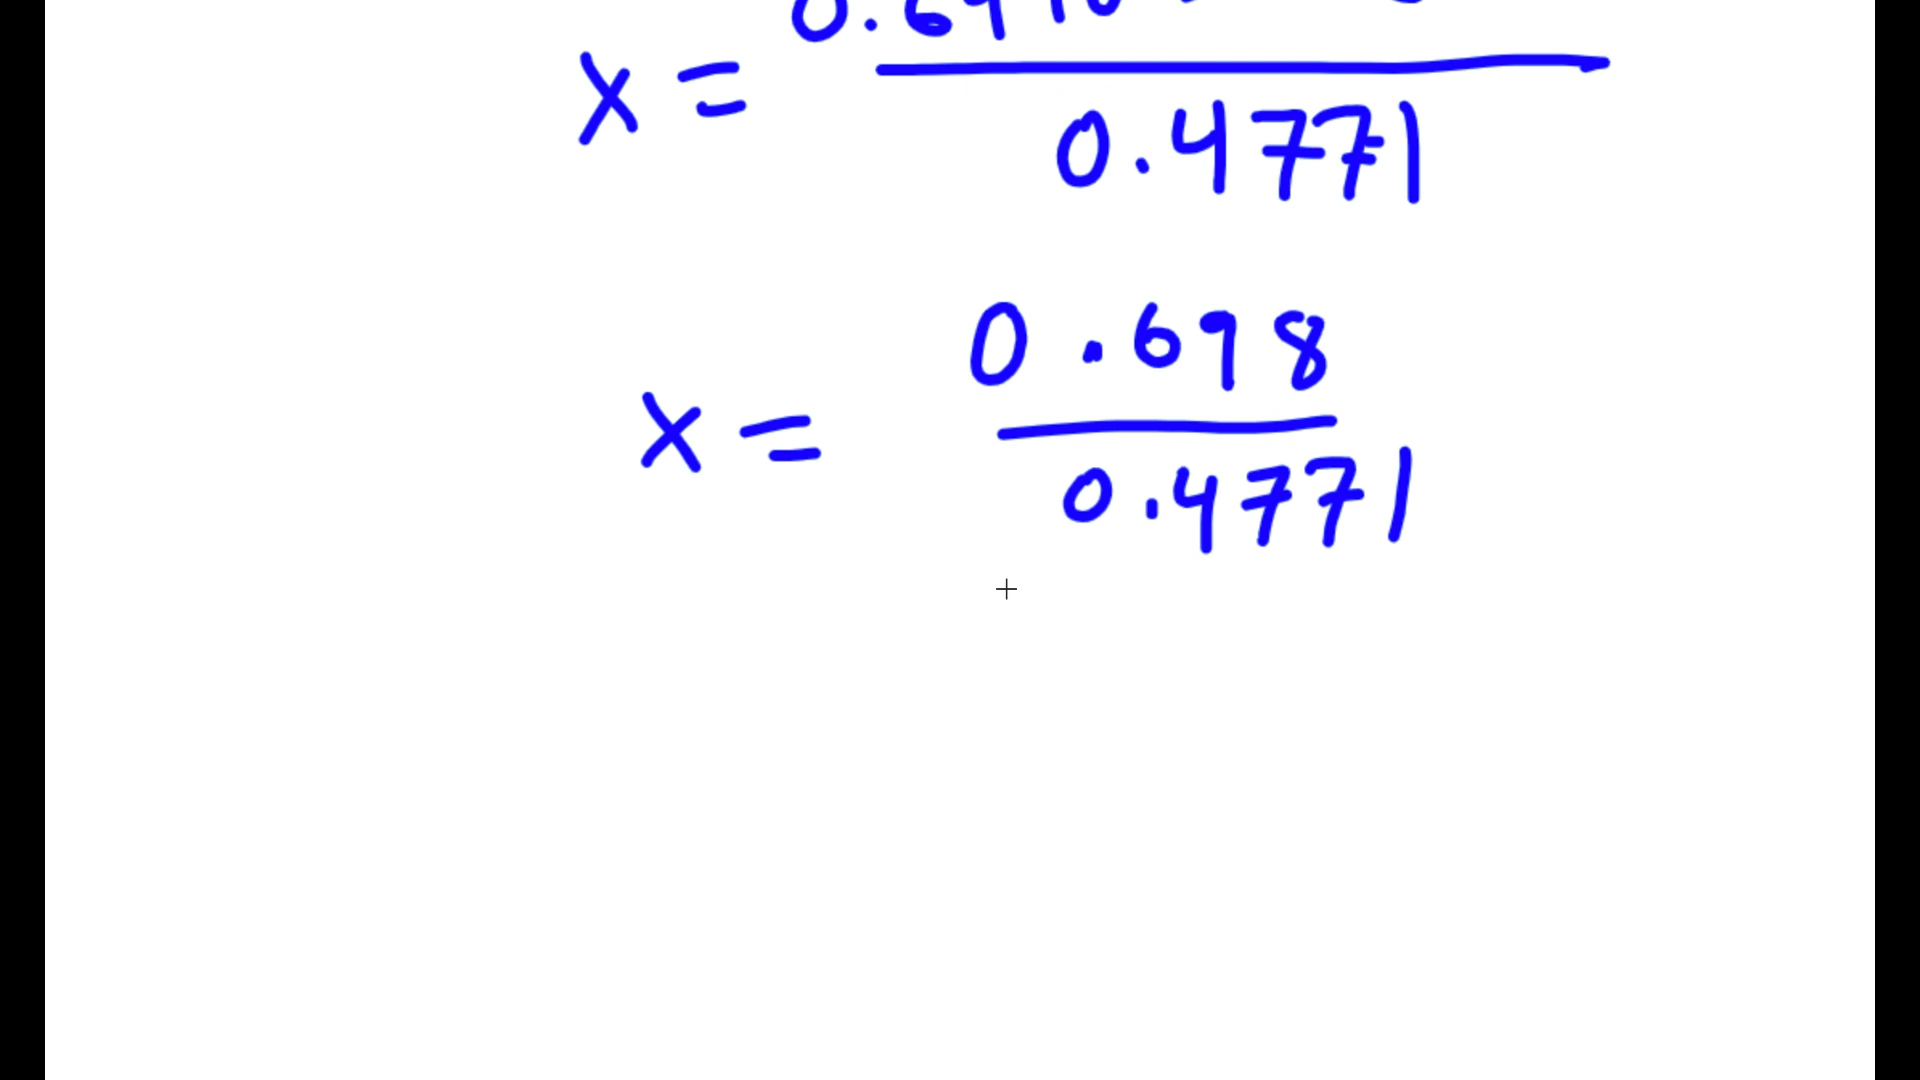 x =
0.4771
0.698
x =
0.4771